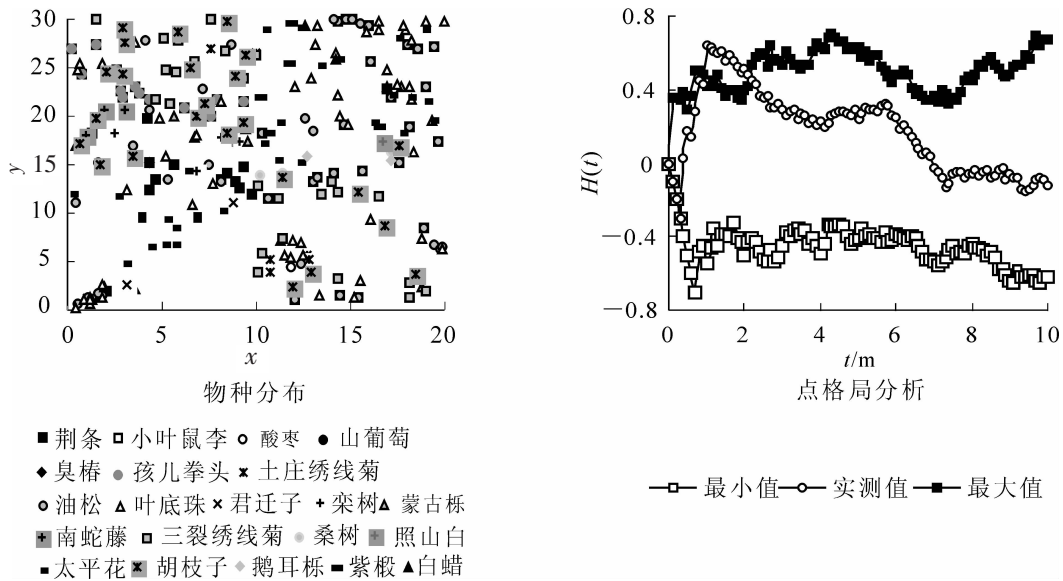 30
25
20
15
10
5
0
y
0 5 10 15 20
x
物种分布
荆条 小叶鼠李 酸枣 山葡萄
臭椿 孩儿拳头 土庄绣线菊
油松 叶底珠 君迁子 栾树 蒙古栎
南蛇藤 三裂绣线菊 桑树 照山白
太平花 胡枝子 鹅耳栎 紫椴 白蜡
0.8
0.4
0
−0.4
−0.8
H(t)
0 2 4 6 8 10
t/m
点格局分析
最小值 实测值 最大值